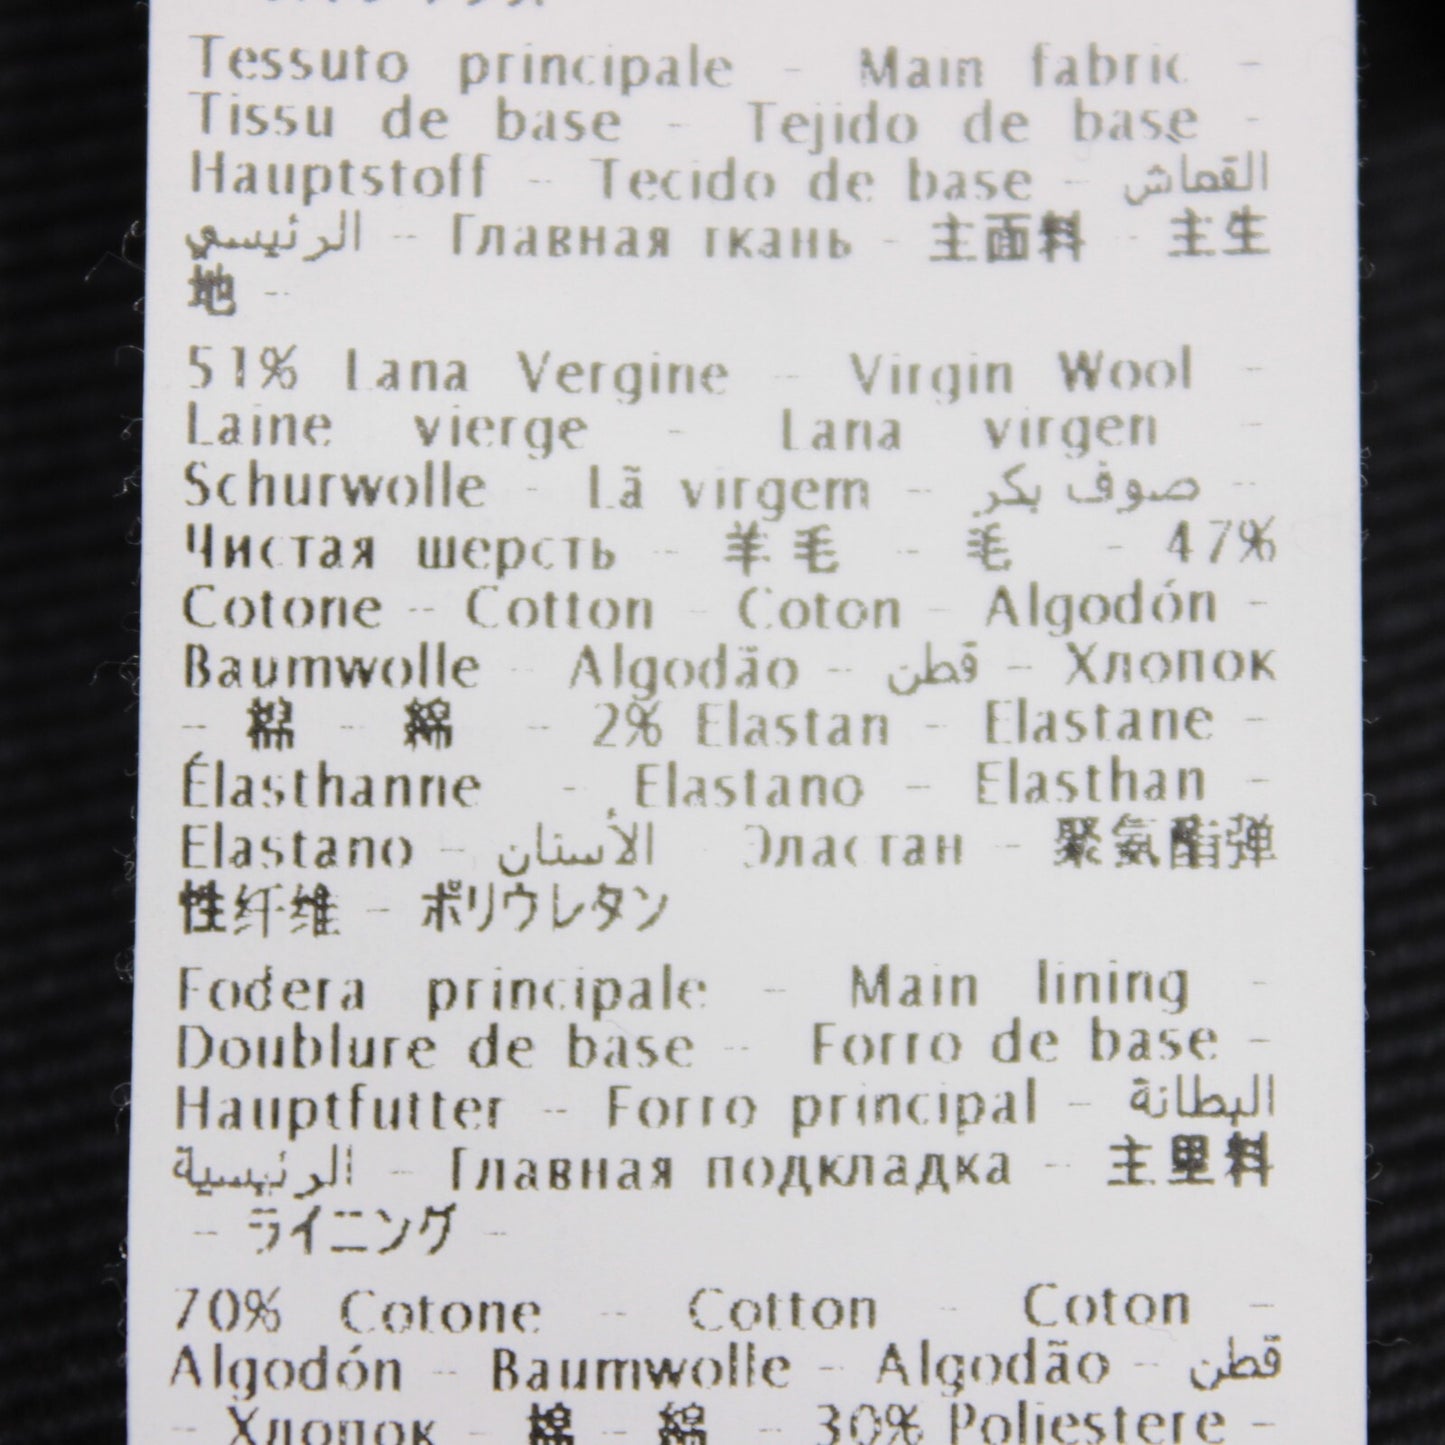 Tessuto principale - Main fabric -
Tissu de base - Tejido de base -
Hauptstoff - Tecido de base - القماش
الرئيسي - Главная ткань - 主面料 - 主生
地 -
51% Lana Vergine - Virgin Wool -
Laine vierge - Lana virgen -
Schurwolle - Lã virgem - صوف بكر -
Чистая шерсть - 羊毛 - 毛 - 47%
Cotone - Cotton - Coton - Algodón -
Baumwolle - Algodão - قطن - Хлопок
- 棉 - 綿 - 2% Elastan - Elastane -
Élasthanne - Elastano - Elasthan -
Elastano - الأستان Эластан - 聚氨酯弹
性纤维 - ポリウレタン
Fodera principale - Main lining -
Doublure de base - Forro de base -
Hauptfutter - Forro principal - البطانة
الرئيسية - Главная подкладка - 主里料
- ライニング -
70% Cotone - Cotton - Coton -
Algodón - Baumwolle - Algodão - قطن
- Хлопок - 棉 - 綿 - 30% Poliestere -